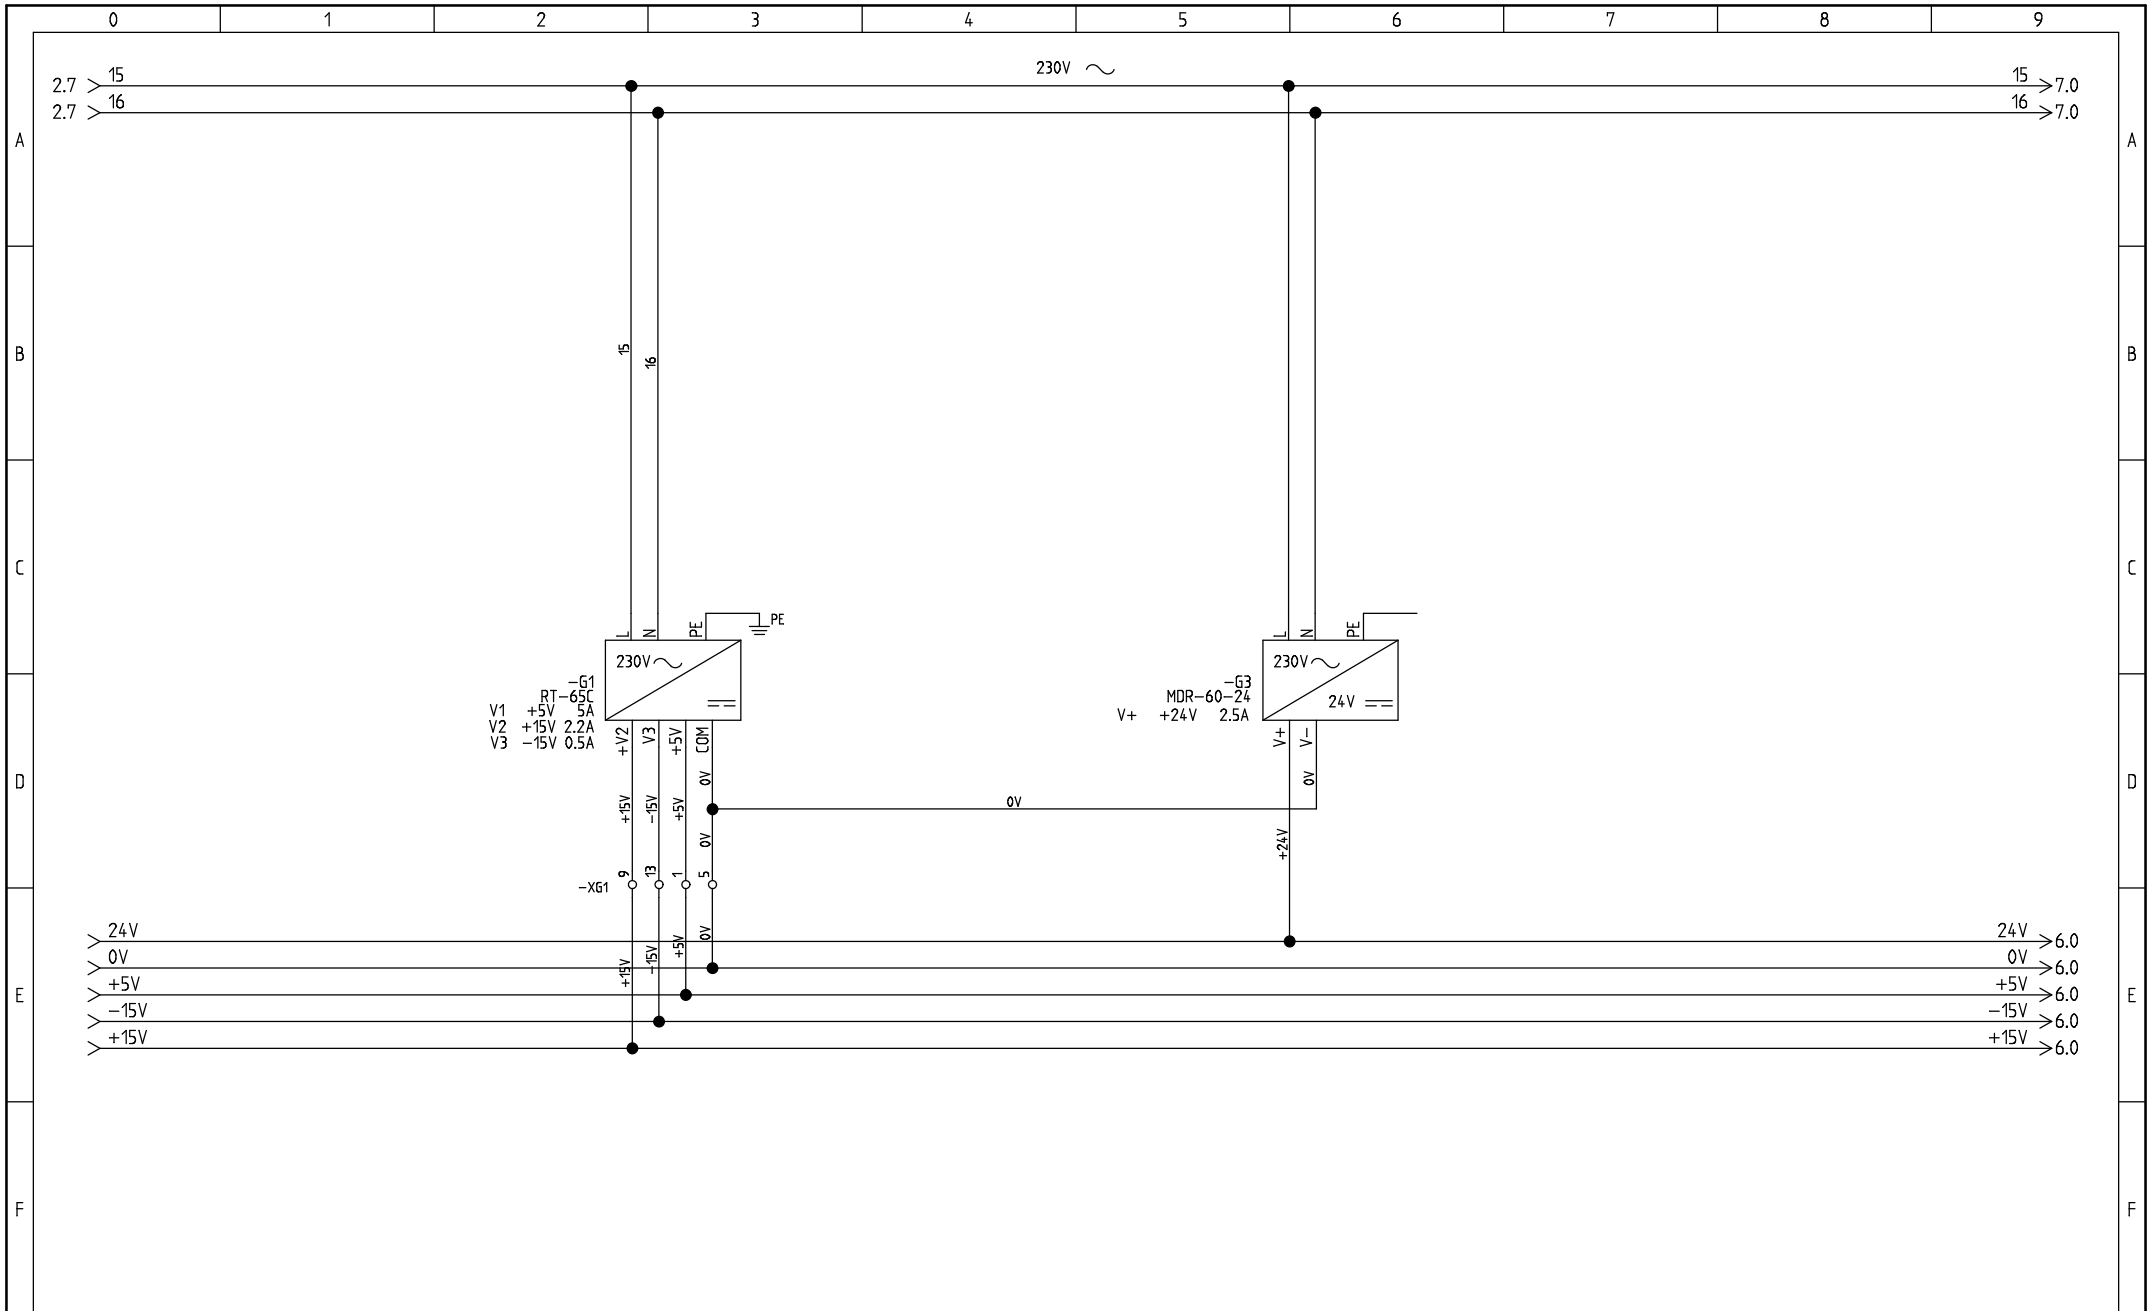 0 1 2 3 4 5 6 7 8 9
230V
2.7 15 15 7.0
2.7 16 16 7.0
A A
B B
15
16
C C
L N PE PE
L N PE
230V
230V
-G1
RT-65C
V1 +5V 5A
V2 +15V 2.2A
V3 -15V 0.5A
-G3
MDR-60-24
V+ +24V 2.5A
24V
+V2 V3 +5V COM
V+ V-
0V
0V
D D
+15V -15V +5V
0V
0V
+24V
-XG1 9 13 1 5
24V 24V 6.0
0V 0V 6.0
+15V -15V +5V 0V
E E
+5V +5V 6.0
-15V -15V 6.0
+15V +15V 6.0
F F